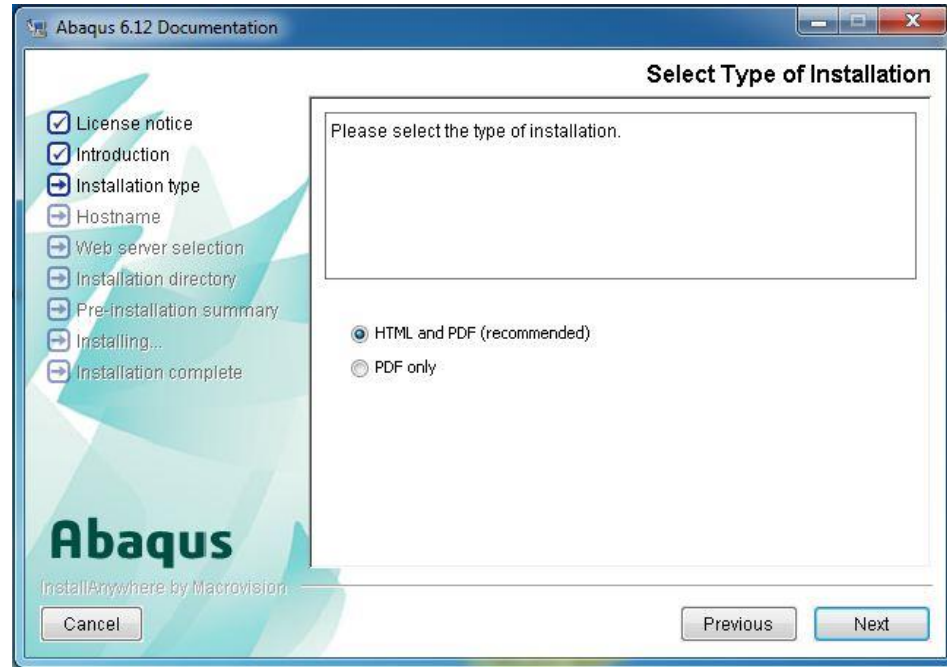 Abaqus 6.12 Documentation
Select Type of Installation
License notice
Introduction
Installation type
Hostname
Web server selection
Installation directory
Pre-installation summary
Installing...
Installation complete
Please select the type of installation.
HTML and PDF (recommended)
PDF only
Abaqus
InstallAnywhere by Macrovision
Cancel
Previous
Next